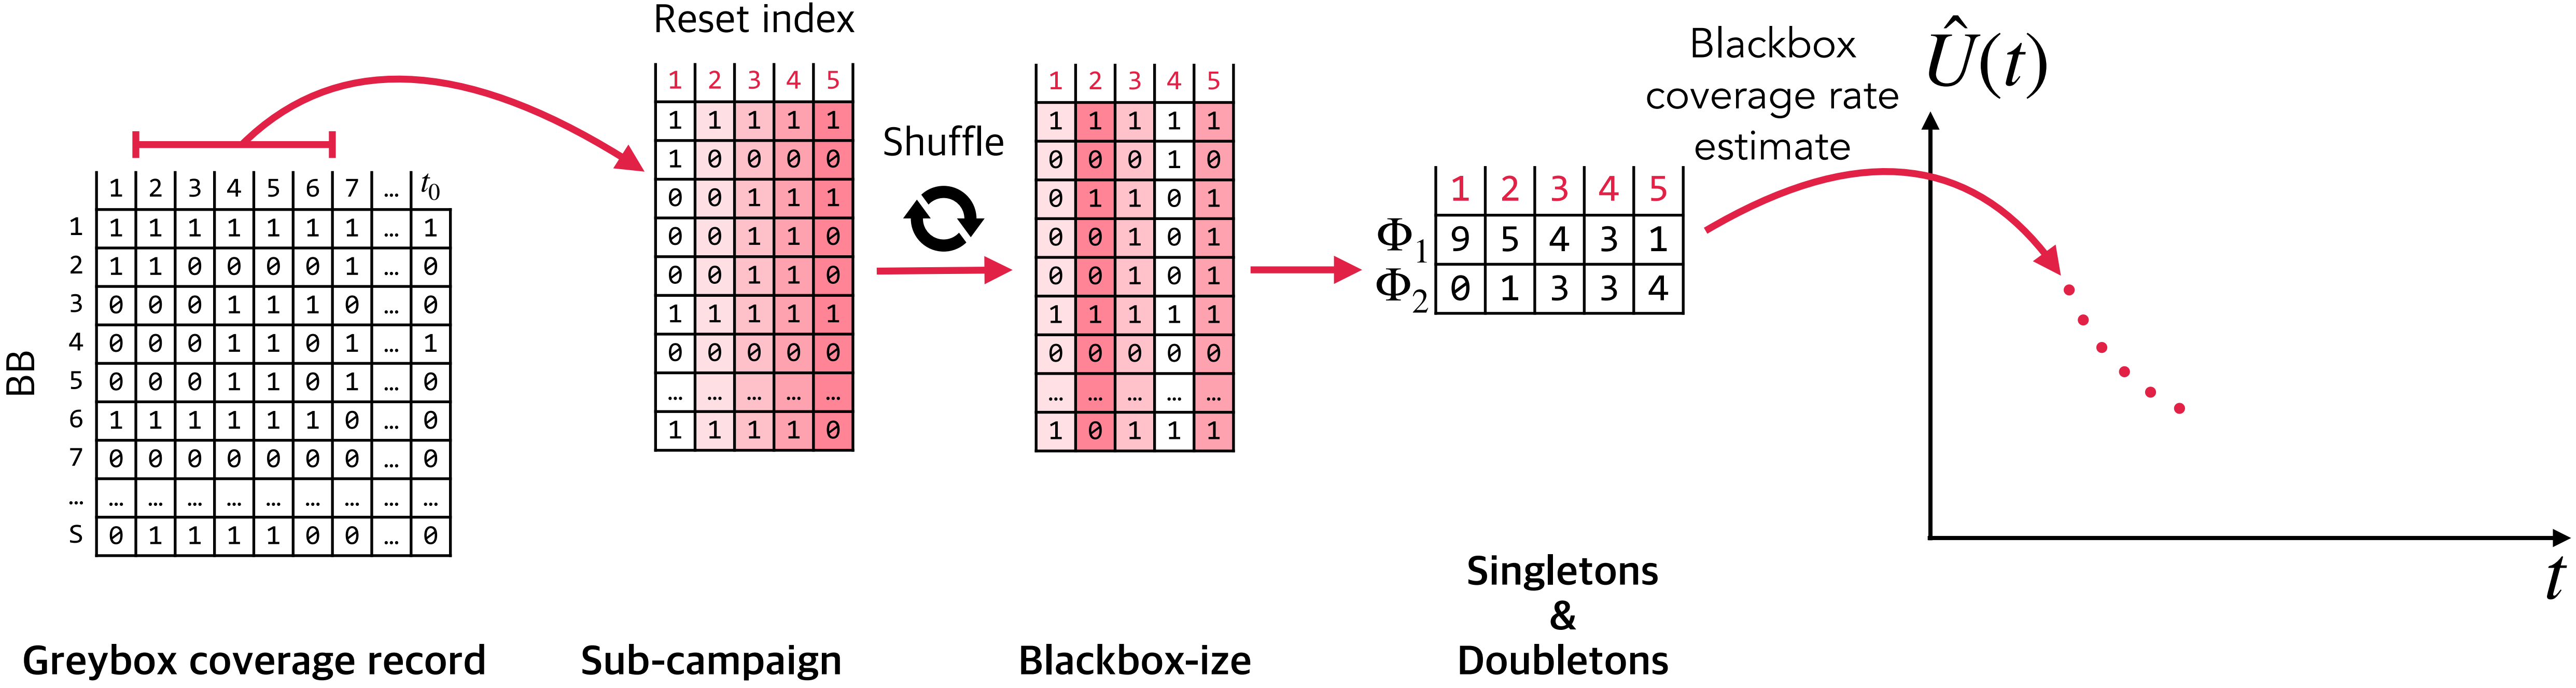 Reset index
Shuffle
Blackbox
coverage rate
estimate
Û(t)
1 2 3 4 5 6 7 … t₀
1 1 1 1 1 1 1 1 … 1
2 1 1 0 0 0 0 1 … 0
3 0 0 0 1 1 1 0 … 0
4 0 0 0 1 1 0 1 … 1
5 0 0 0 1 1 0 1 … 0
6 1 1 1 1 1 1 0 … 0
7 0 0 0 0 0 0 0 … 0
… … … … … … … … … …
S 0 1 1 1 1 0 0 … 0
BB
1 2 3 4 5
1 1 1 1 1
1 0 0 0 0
0 0 1 1 1
0 0 1 1 0
0 0 1 1 0
1 1 1 1 1
0 0 0 0 0
… … … … …
1 1 1 1 0
1 2 3 4 5
1 1 1 1 1
0 0 0 1 0
0 1 1 0 1
0 0 1 0 1
0 0 1 0 1
1 1 1 1 1
0 0 0 0 0
… … … … …
1 0 1 1 1
1 2 3 4 5
Φ₁ 9 5 4 3 1
Φ₂ 0 1 3 3 4
t
Greybox coverage record
Sub-campaign
Blackbox-ize
Singletons
&
Doubletons